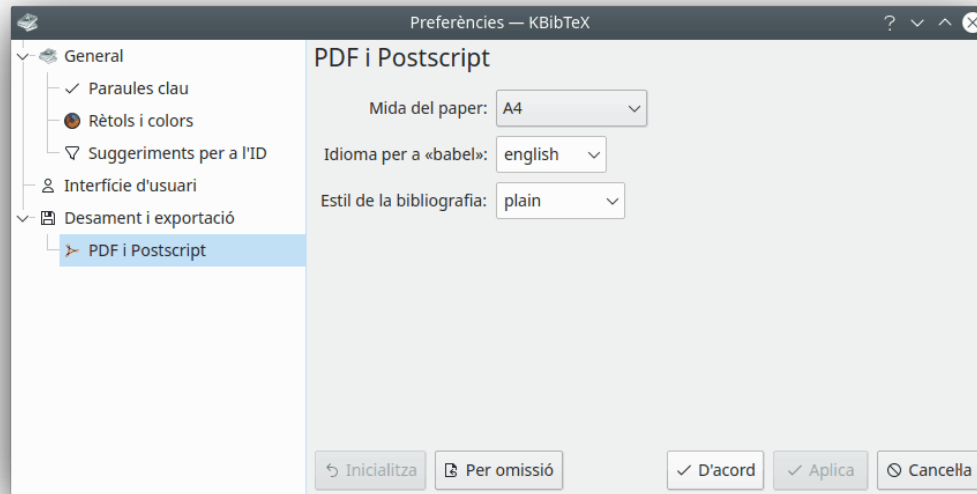 Preferències — KBibTeX
General
Paraules clau
Rètols i colors
Suggeriments per a l'ID
Interfície d'usuari
Desament i exportació
PDF i Postscript
PDF i Postscript
Mida del paper: A4
Idioma per a «babel»: english
Estil de la bibliografia: plain
Inicialitza Per omissió D'acord Aplica Cancel·la